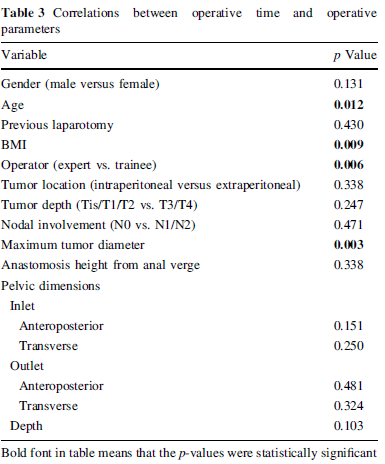 Table 3 Correlations between operative time and operative
parameters
Variable p Value
Gender (male versus female) 0.131
Age 0.012
Previous laparotomy 0.430
BMI 0.009
Operator (expert vs. trainee) 0.006
Tumor location (intraperitoneal versus extraperitoneal) 0.338
Tumor depth (Tis/T1/T2 vs. T3/T4) 0.247
Nodal involvement (N0 vs. N1/N2) 0.471
Maximum tumor diameter 0.003
Anastomosis height from anal verge 0.338
Pelvic dimensions
Inlet
Anteroposterior 0.151
Transverse 0.250
Outlet
Anteroposterior 0.481
Transverse 0.324
Depth 0.103
Bold font in table means that the p-values were statistically significant